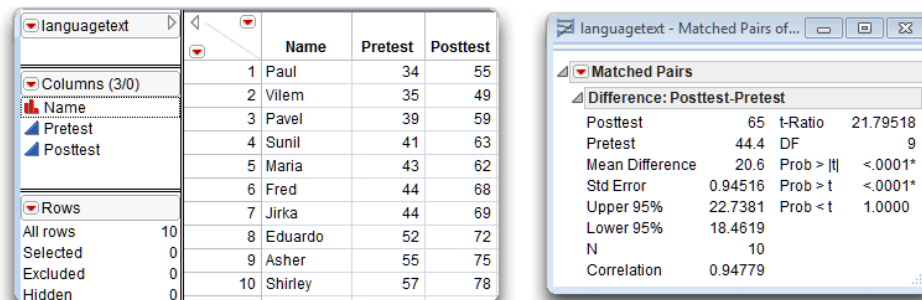 languagetext
Columns (3/0)
Name
Pretest
Posttest
Rows
All rows 10
Selected 0
Excluded 0
Hidden 0
Name Pretest Posttest
1 Paul 34 55
2 Vilem 35 49
3 Pavel 39 59
4 Sunil 41 63
5 Maria 43 62
6 Fred 44 68
7 Jirka 44 69
8 Eduardo 52 72
9 Asher 55 75
10 Shirley 57 78
languagetext - Matched Pairs of...
Matched Pairs
Difference: Posttest-Pretest
Posttest 65 t-Ratio 21.79518
Pretest 44.4 DF 9
Mean Difference 20.6 Prob > |t| <.0001*
Std Error 0.94516 Prob > t <.0001*
Upper 95% 22.7381 Prob < t 1.0000
Lower 95% 18.4619
N 10
Correlation 0.94779